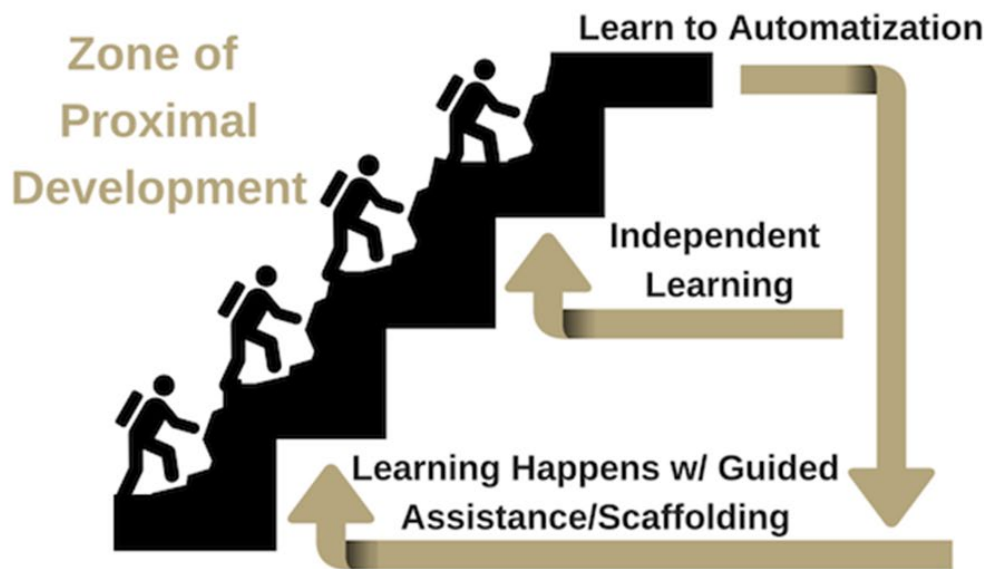 Zone of
Proximal
Development
Learn to Automatization
Independent
Learning
Learning Happens w/ Guided
Assistance/Scaffolding